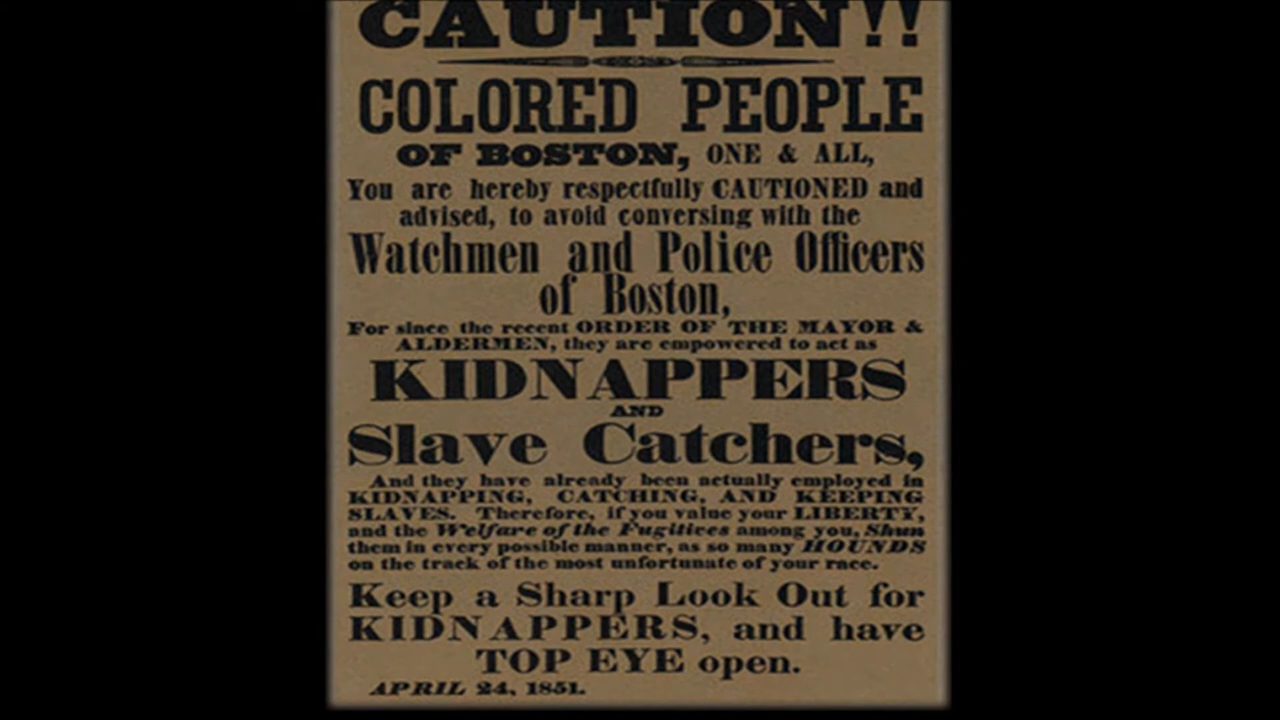 CAUTION!!
COLORED PEOPLE
OF BOSTON, ONE & ALL,
You are hereby respectfully CAUTIONED and
advised, to avoid conversing with the
Watchmen and Police Officers
of Boston,
For since the recent ORDER OF THE MAYOR &
ALDERMEN, they are empowered to act as
KIDNAPPERS
AND
Slave Catchers,
And they have already been actually employed in
KIDNAPPING, CATCHING, AND KEEPING
SLAVES. Therefore, if you value your LIBERTY,
and the Welfare of the Fugitives among you, Shun
them in every possible manner, as so many HOUNDS
on the track of the most unfortunate of your race.
Keep a Sharp Look Out for
KIDNAPPERS, and have
TOP EYE open.
APRIL 24, 1851.